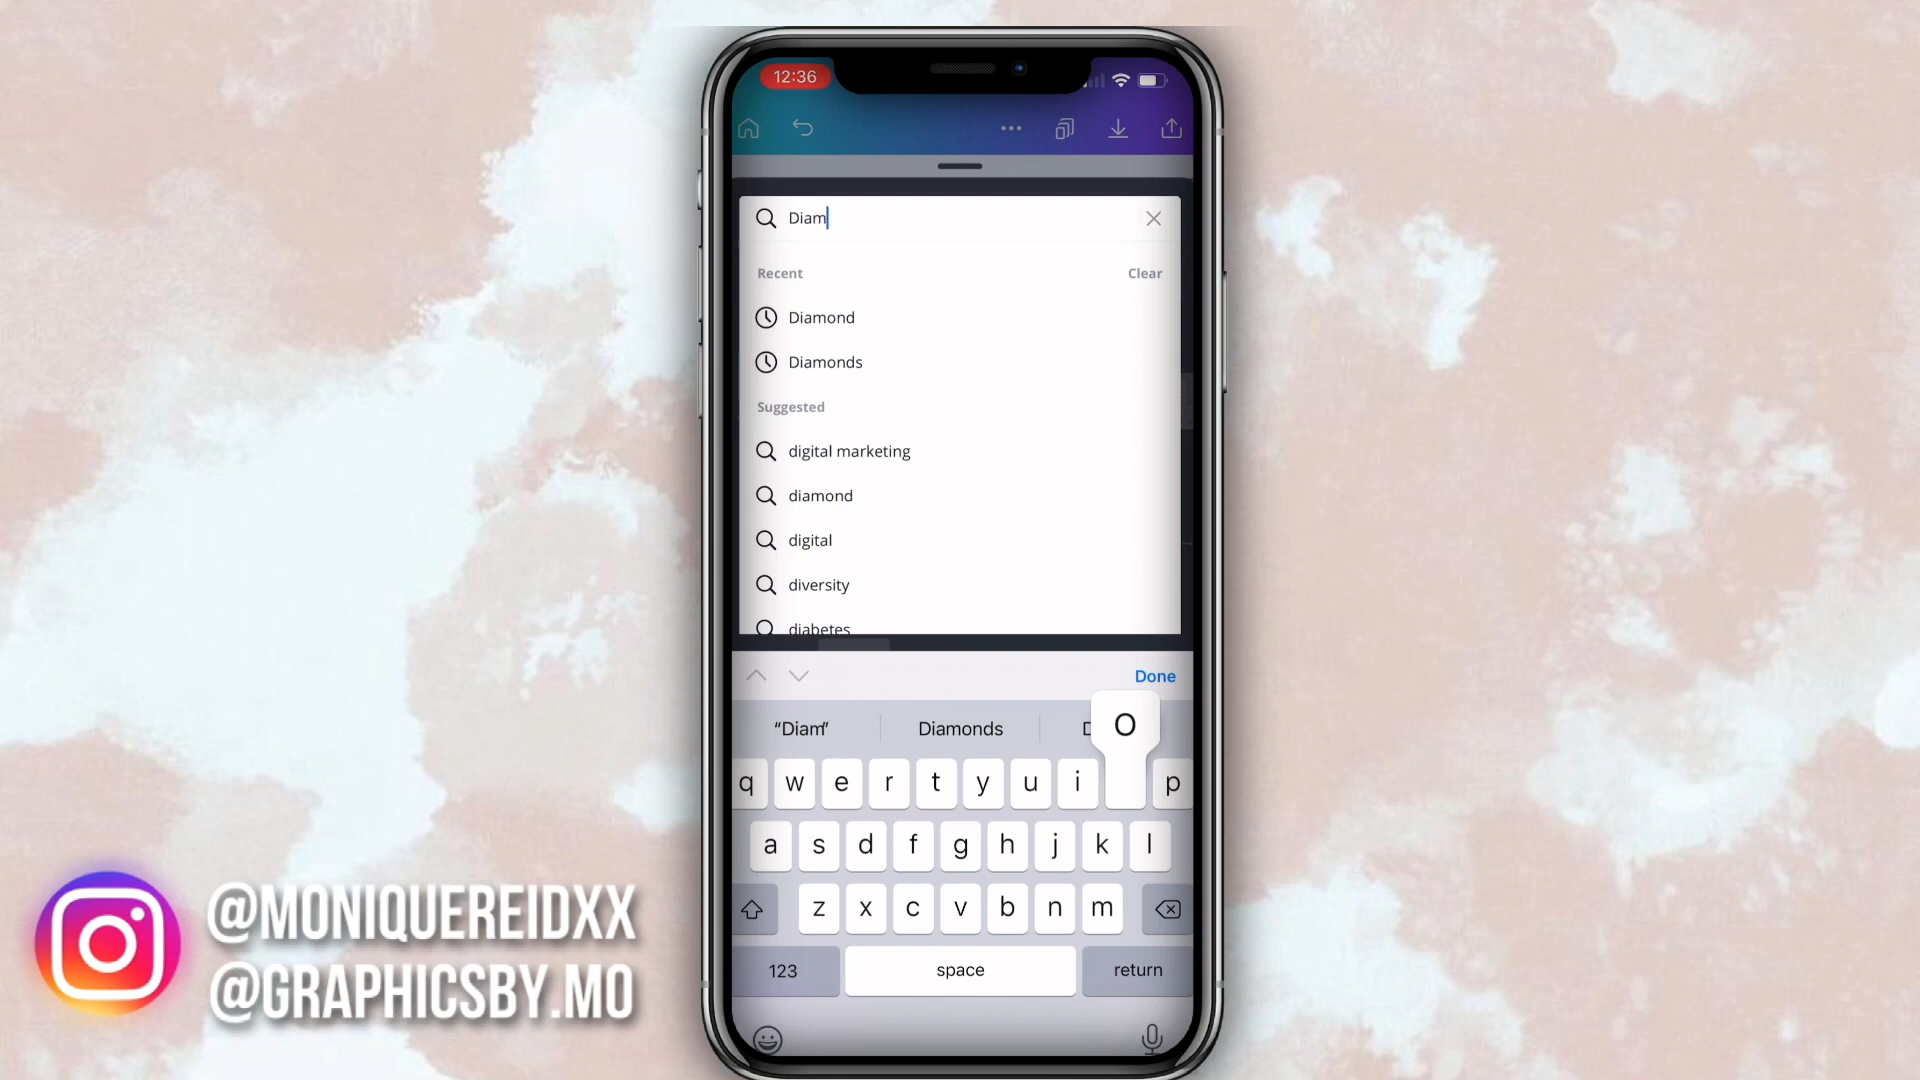 12:36
Diam
Recent Clear
Diamond
Diamonds
Suggested
digital marketing
diamond
digital
diversity
diabetes
Done
“Diam” Diamonds D
O
q w e r t y u i p
a s d f g h j k l
z x c v b n m
123 space return
@MONIQUEREIDXX
@GRAPHICSBY.MO